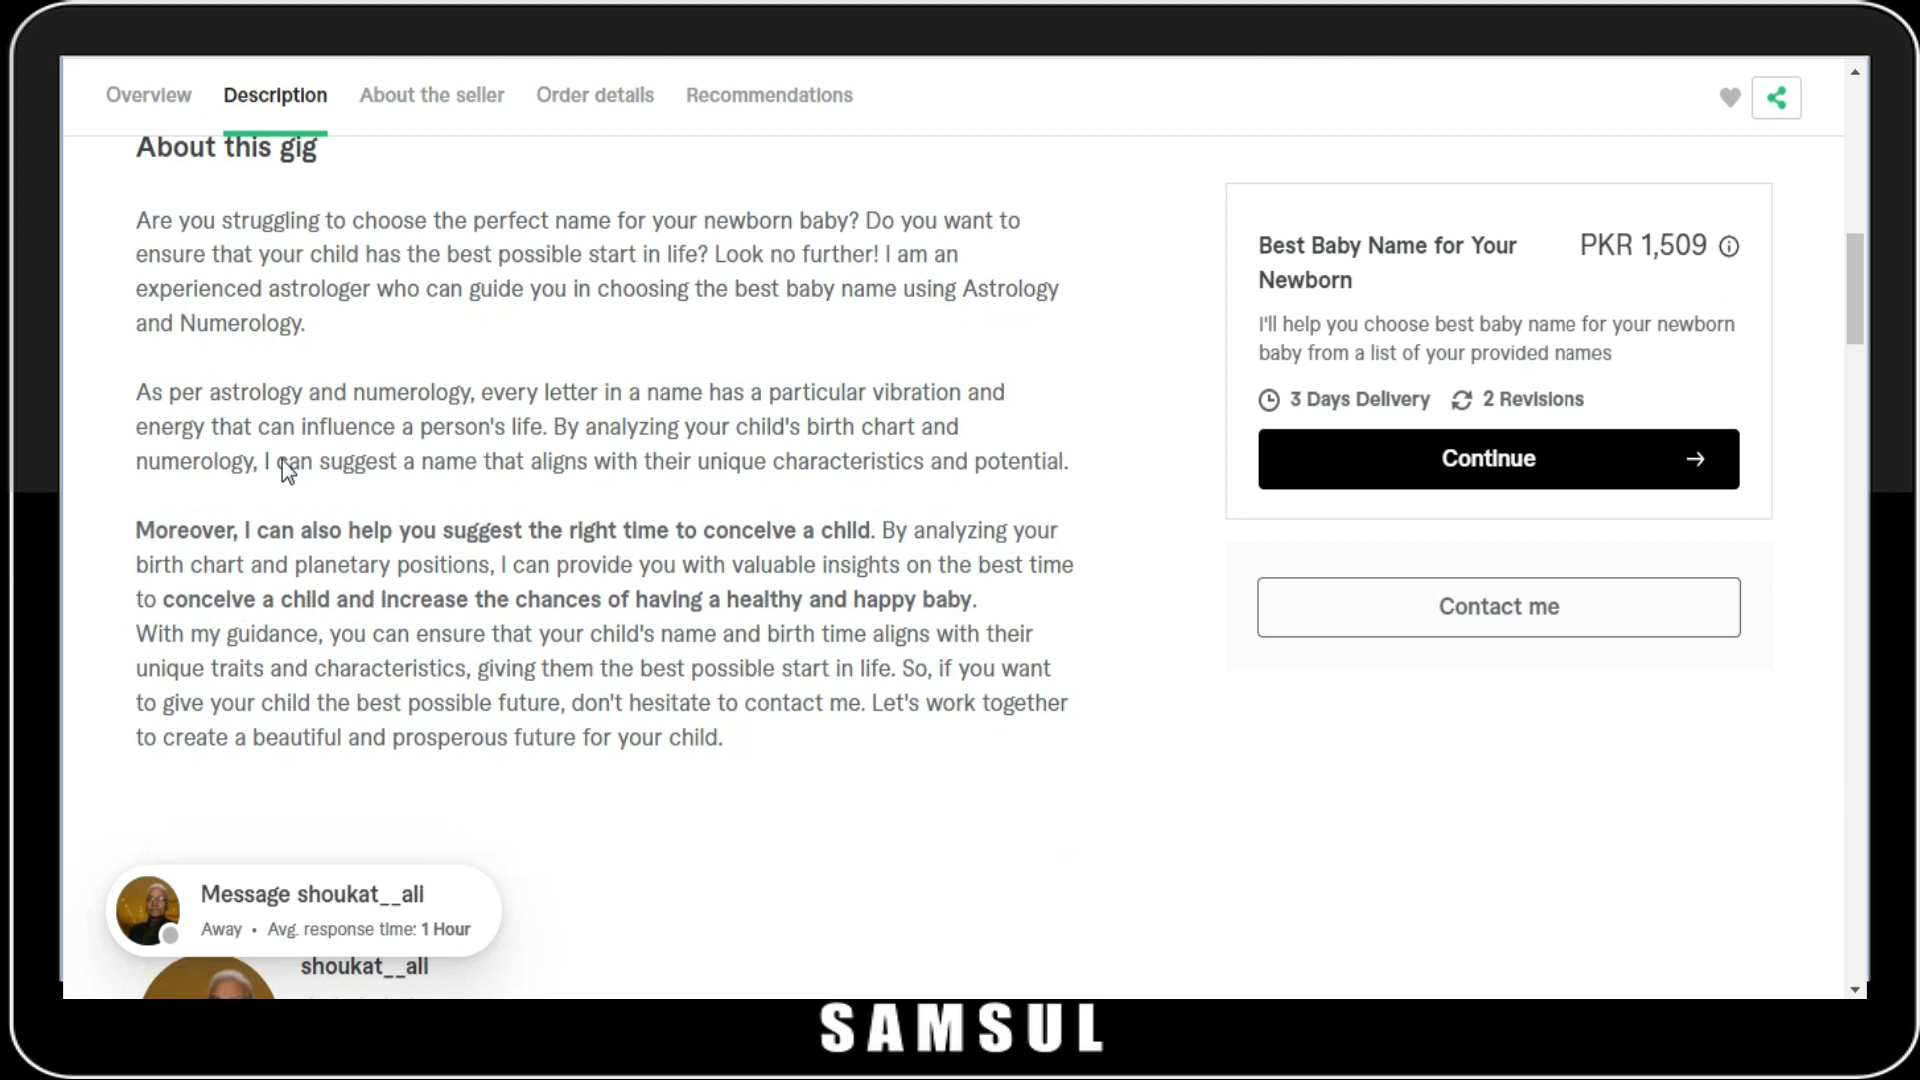 Overview Description About the seller Order details Recommendations
About this gig
Are you struggling to choose the perfect name for your newborn baby? Do you want to
ensure that your child has the best possible start in life? Look no further! I am an
experienced astrologer who can guide you in choosing the best baby name using Astrology
and Numerology.
As per astrology and numerology, every letter in a name has a particular vibration and
energy that can influence a person's life. By analyzing your child's birth chart and
numerology, I can suggest a name that aligns with their unique characteristics and potential.
Moreover, I can also help you suggest the right time to conceive a child. By analyzing your
birth chart and planetary positions, I can provide you with valuable insights on the best time
to conceive a child and increase the chances of having a healthy and happy baby.
With my guidance, you can ensure that your child's name and birth time aligns with their
unique traits and characteristics, giving them the best possible start in life. So, if you want
to give your child the best possible future, don't hesitate to contact me. Let's work together
to create a beautiful and prosperous future for your child.
Best Baby Name for Your
Newborn
PKR 1,509
I'll help you choose best baby name for your newborn
baby from a list of your provided names
3 Days Delivery 2 Revisions
Continue
Contact me
Message shoukat__ali
Away • Avg. response time: 1 Hour
shoukat__ali
SAMSUL